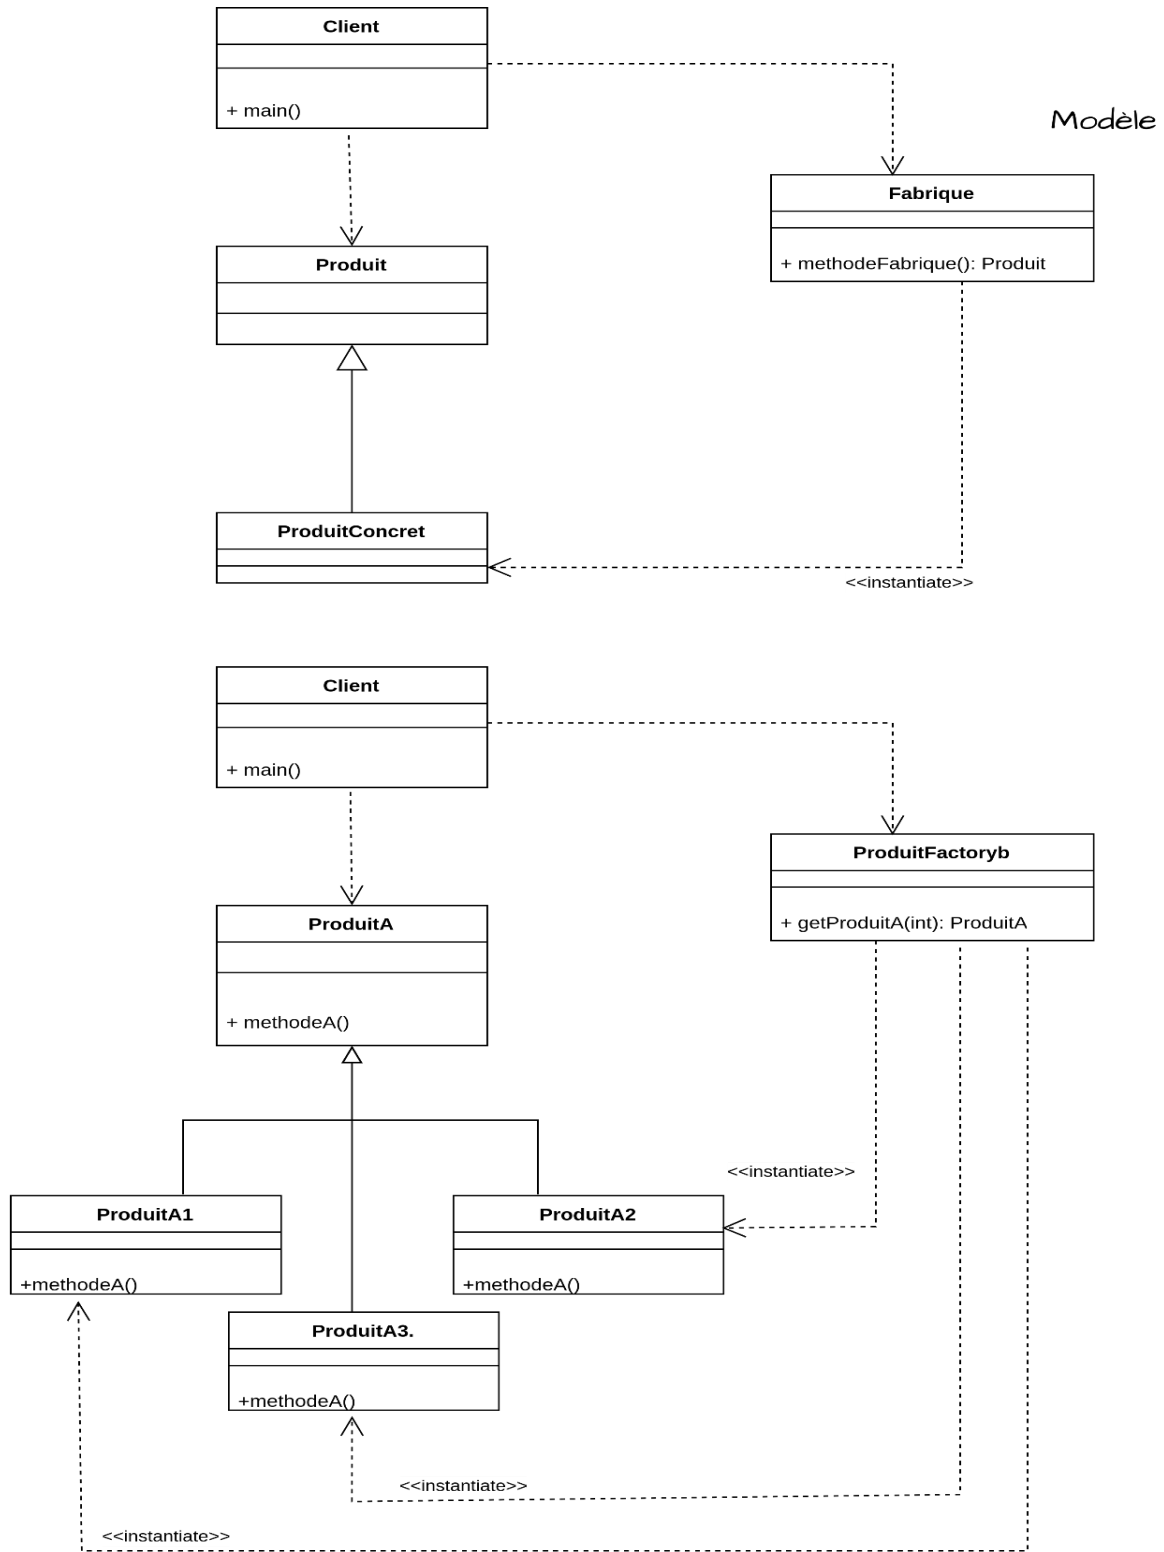 Client
+ main()
Modèle
Fabrique
+ methodeFabrique(): Produit
Produit
ProduitConcret
<<instantiate>>
Client
+ main()
ProduitFactoryb
+ getProduitA(int): ProduitA
ProduitA
+ methodeA()
<<instantiate>>
ProduitA1
+methodeA()
ProduitA2
+methodeA()
ProduitA3.
+methodeA()
<<instantiate>>
<<instantiate>>